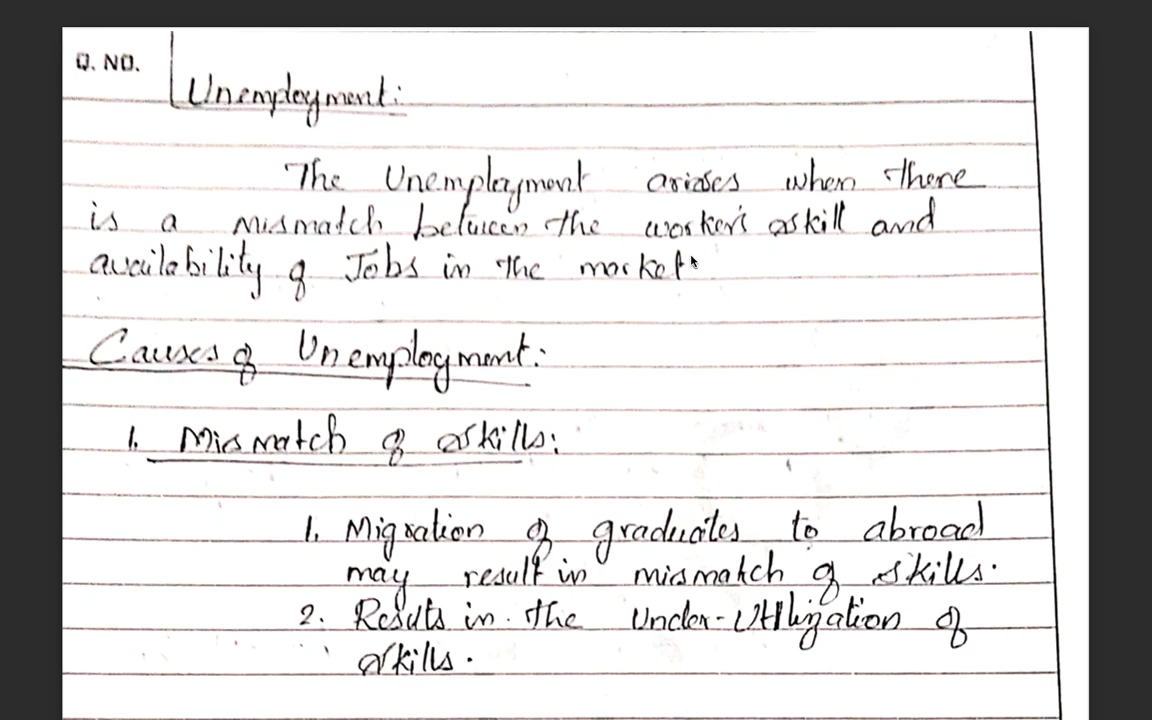 Q. NO.
Unemployment:
The Unemployment arises when there
is a mismatch between the worker's skill and
availability of Jobs in the market.
Causes of Unemployment:
1. Mismatch of skills:
1. Migration of graduates to abroad
may result in mismatch of skills.
2. Results in the Under-Utilization of
skills.